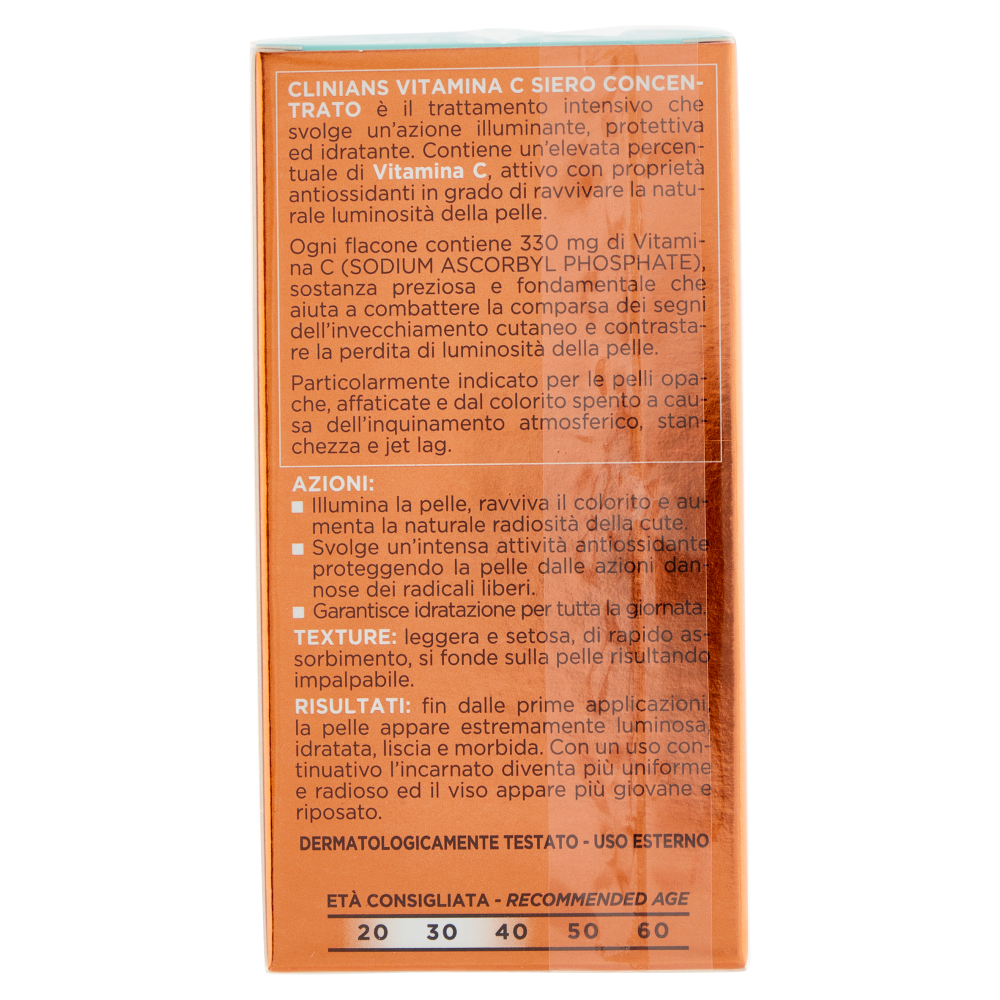 CLINIANS VITAMINA C SIERO CONCEN-
TRATO è il trattamento intensivo che
svolge un'azione illuminante, protettiva
ed idratante. Contiene un'elevata percen-
tuale di Vitamina C, attivo con proprietà
antiossidanti in grado di ravvivare la natu-
rale luminosità della pelle.
Ogni flacone contiene 330 mg di Vitami-
na C (SODIUM ASCORBYL PHOSPHATE),
sostanza preziosa e fondamentale che
aiuta a combattere la comparsa dei segni
dell'invecchiamento cutaneo e contrasta-
re la perdita di luminosità della pelle.
Particolarmente indicato per le pelli opa-
che, affaticate e dal colorito spento a cau-
sa dell'inquinamento atmosferico, stan-
chezza e jet lag.
AZIONI:
■ Illumina la pelle, ravviva il colorito e au-
menta la naturale radiosità della cute.
■ Svolge un'intensa attività antiossidante
proteggendo la pelle dalle azioni dan-
nose dei radicali liberi.
■ Garantisce idratazione per tutta la giornata.
TEXTURE: leggera e setosa, di rapido as-
sorbimento, si fonde sulla pelle risultando
impalpabile.
RISULTATI: fin dalle prime applicazioni
la pelle appare estremamente luminosa,
idratata, liscia e morbida. Con un uso con-
tinuativo l'incarnato diventa più uniforme
e radioso ed il viso appare più giovane e
riposato.
DERMATOLOGICAMENTE TESTATO - USO ESTERNO
ETÀ CONSIGLIATA - RECOMMENDED AGE
20 30 40 50 60